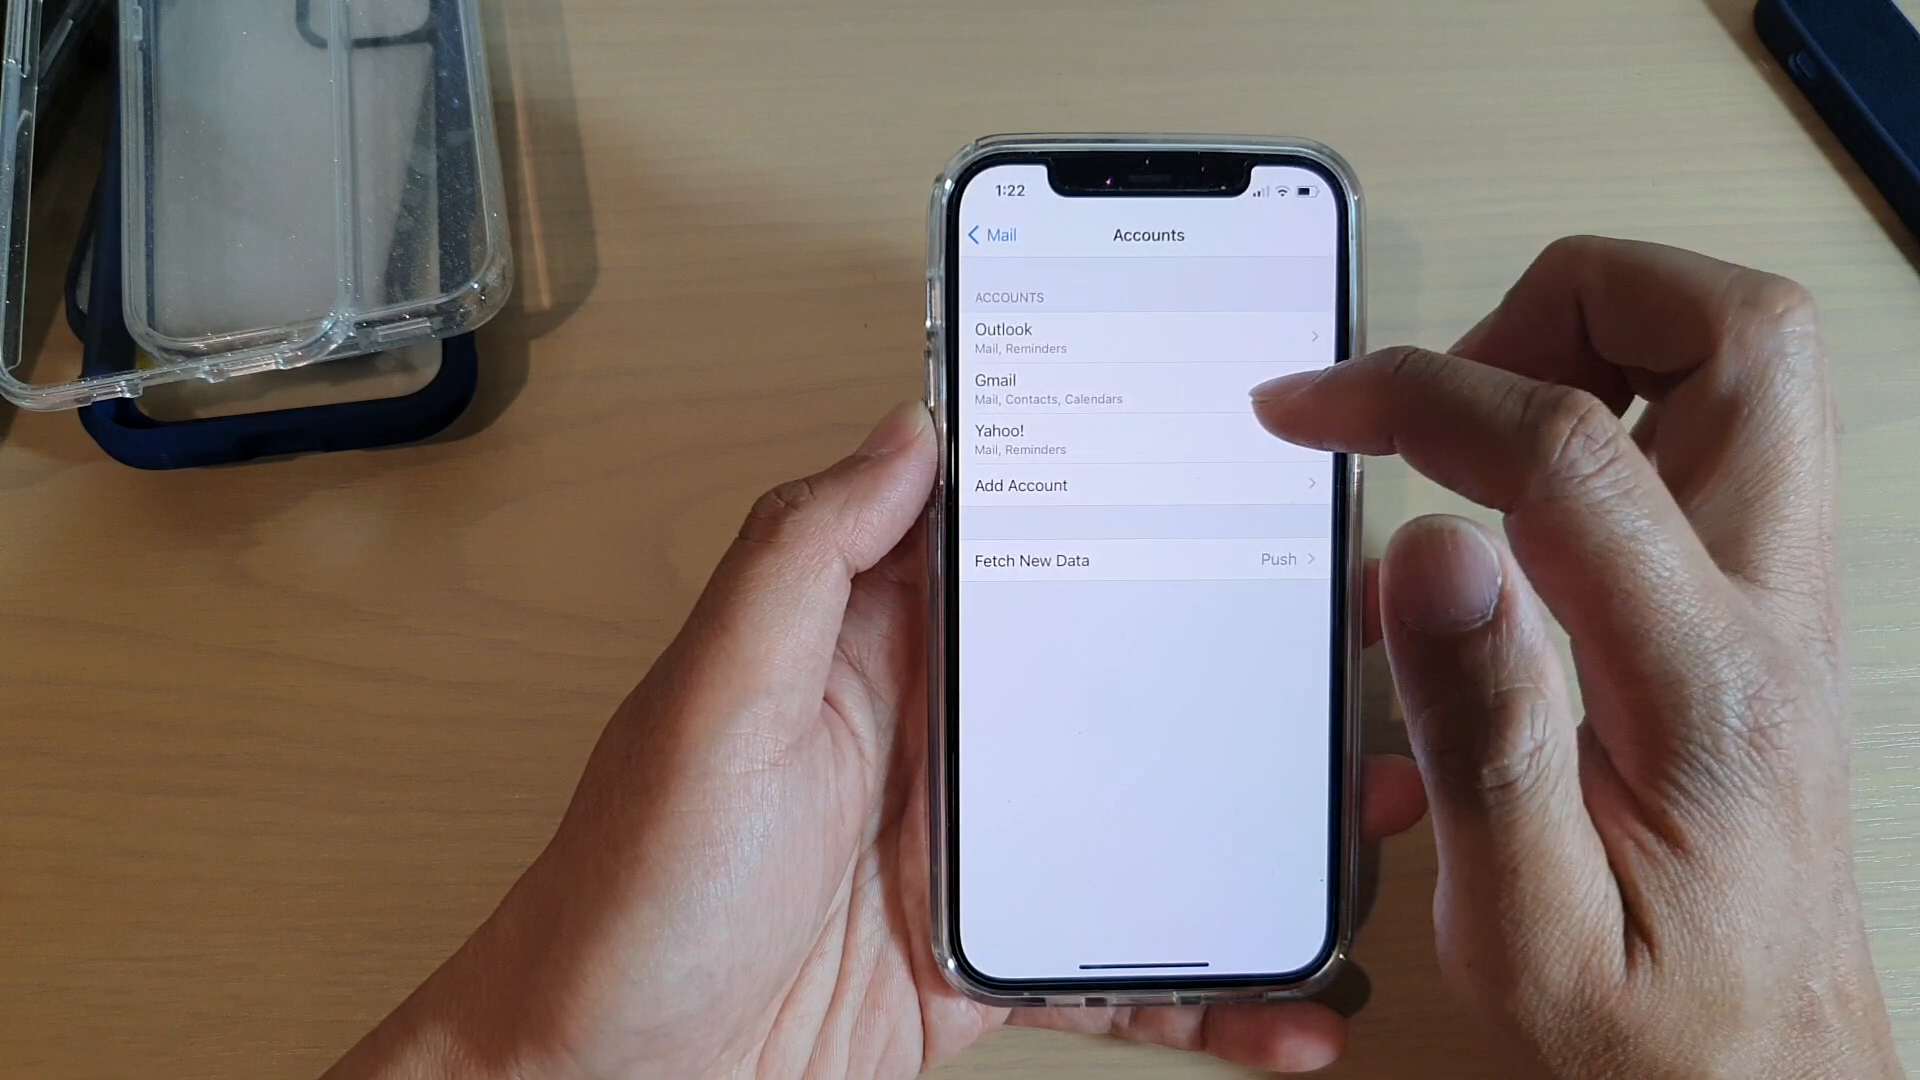 1:22
Mail
Accounts
ACCOUNTS
Outlook
Mail, Reminders
Gmail
Mail, Contacts, Calendars
Yahoo!
Mail, Reminders
Add Account
Fetch New Data
Push